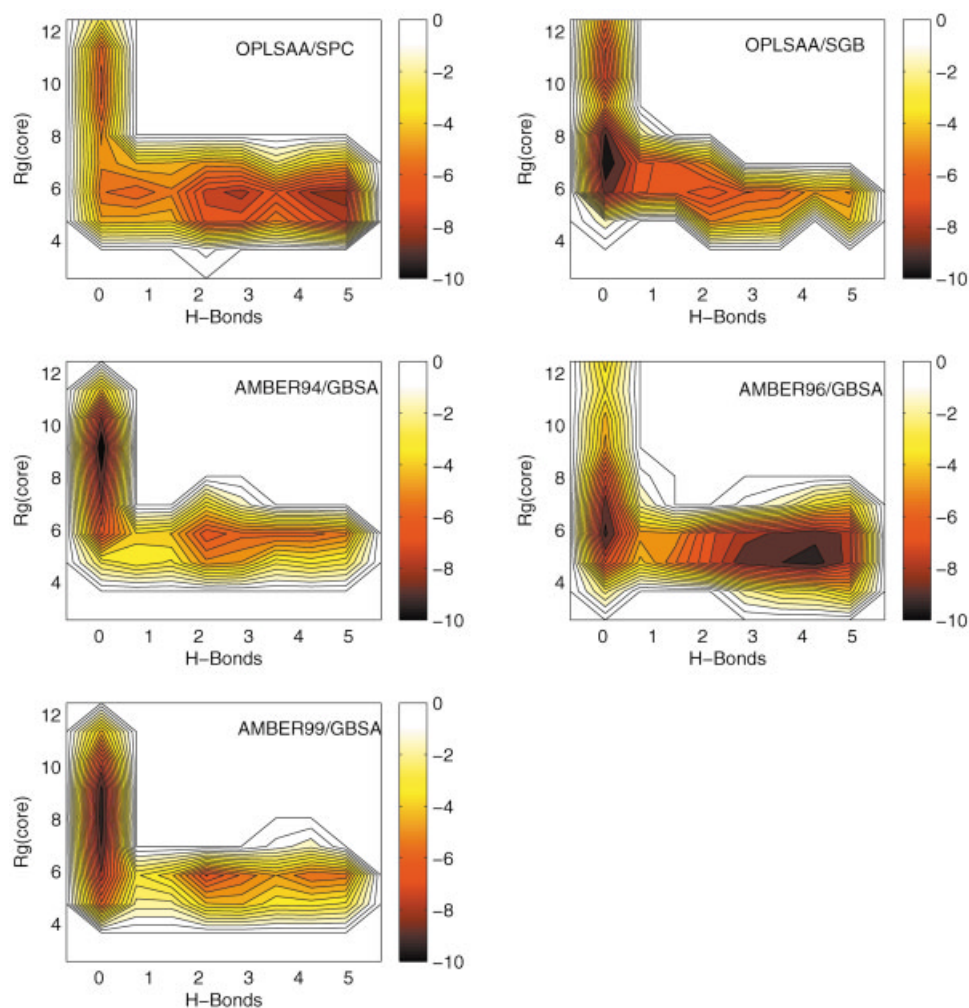 OPLSAA/SPC
Rg(core)
12
10
8
6
4
0 1 2 3 4 5
H-Bonds
0
-2
-4
-6
-8
-10
OPLSAA/SGB
Rg(core)
12
10
8
6
4
0 1 2 3 4 5
H-Bonds
0
-2
-4
-6
-8
-10
AMBER94/GBSA
Rg(core)
12
10
8
6
4
0 1 2 3 4 5
H-Bonds
0
-2
-4
-6
-8
-10
AMBER96/GBSA
Rg(core)
12
10
8
6
4
0 1 2 3 4 5
H-Bonds
0
-2
-4
-6
-8
-10
AMBER99/GBSA
Rg(core)
12
10
8
6
4
0 1 2 3 4 5
H-Bonds
0
-2
-4
-6
-8
-10